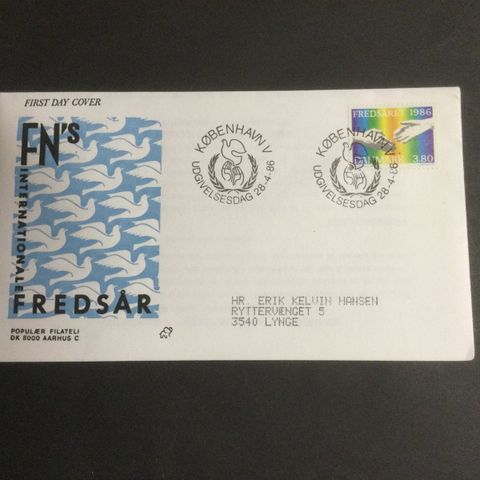 FIRST DAY COVER
FN'S
INTERNATIONALE
FREDSÅR
POPULÆR FILATELI
DK 8000 AARHUS C
KØBENHAVN V
UDGIVELSESDAG 28-4-86
KØBENHAVN V
UDGIVELSESDAG 28-4-86
FREDSÅRET 1986
DANMARK 3.80
HR. ERIK KELVIN HANSEN
RYTTERVÆNGET 5
3540 LYNGE